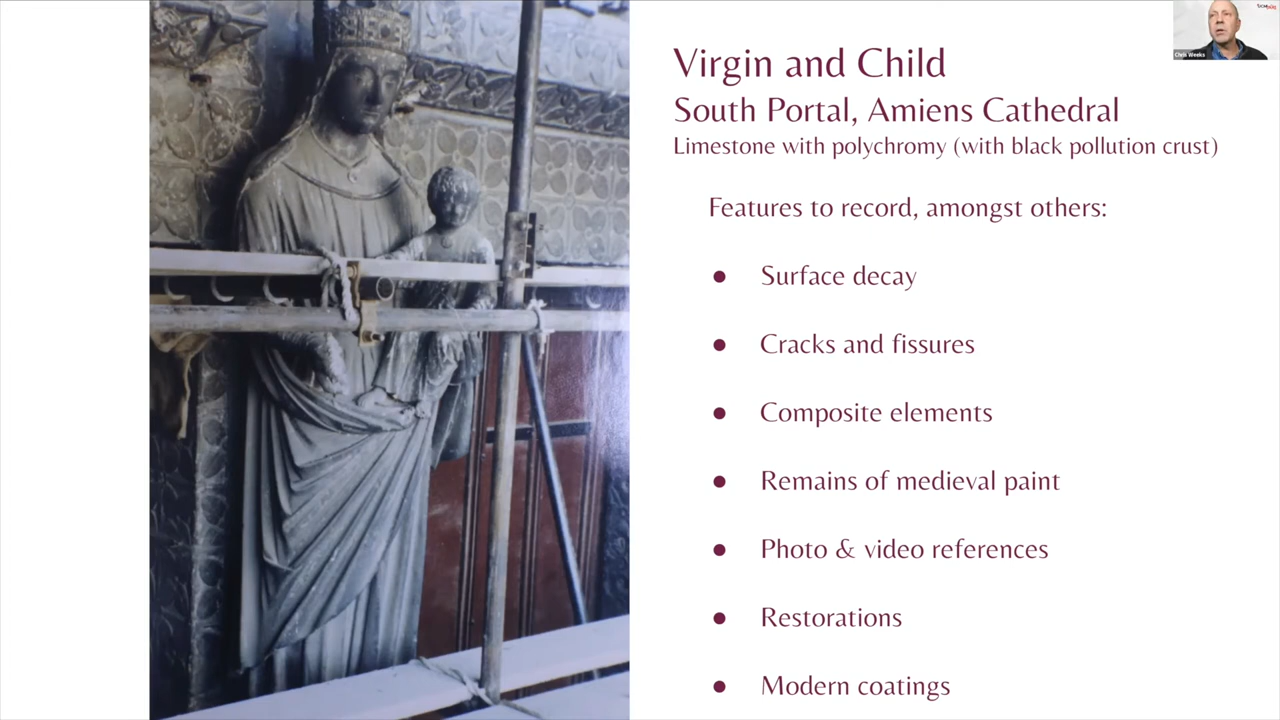 Virgin and Child
South Portal, Amiens Cathedral
Limestone with polychromy (with black pollution crust)
Features to record, amongst others:
● Surface decay
● Cracks and fissures
● Composite elements
● Remains of medieval paint
● Photo & video references
● Restorations
● Modern coatings
Chris Weeks